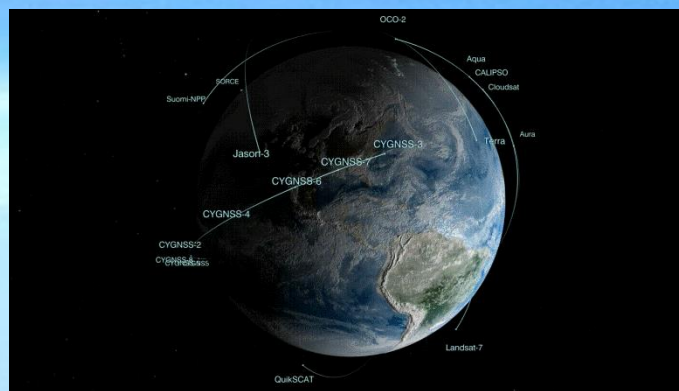 OCO-2
Aqua
CALIPSO
Cloudsat
SORCE
Suomi-NPP
Aura
Terra
CYGNSS-3
Jason-3
CYGNSS-7
CYGNSS-6
CYGNSS-4
CYGNSS-2
Landsat-7
QuikSCAT